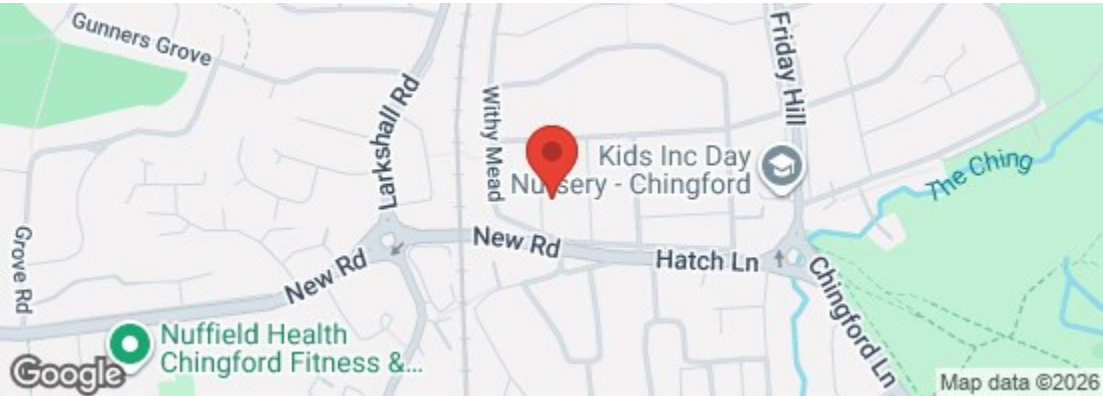 Gunners Grove
Larkshall Rd
Withy Mead
Friday Hill
Kids Inc Day
Nursery - Chingford
The Ching
Grove Rd
New Rd
New Rd
Hatch Ln
Chingford Ln
Nuffield Health
Chingford Fitness &...
Google
Map data ©2026